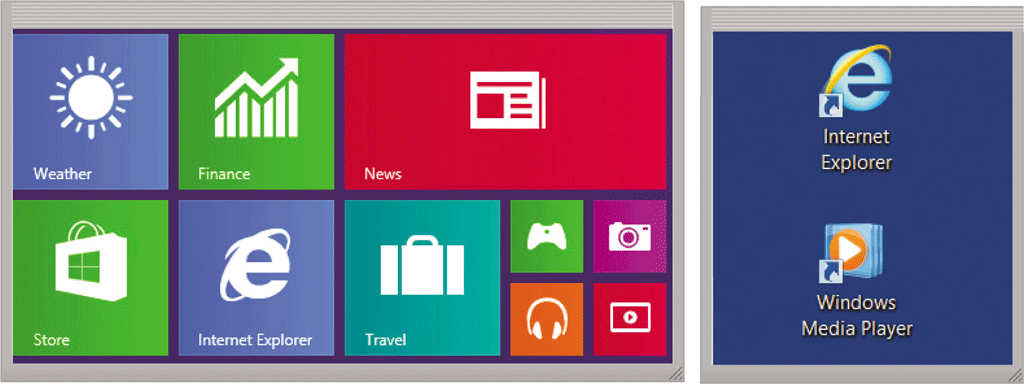 Weather
Finance
News
Store
Internet Explorer
Travel
Internet
Explorer
Windows
Media Player